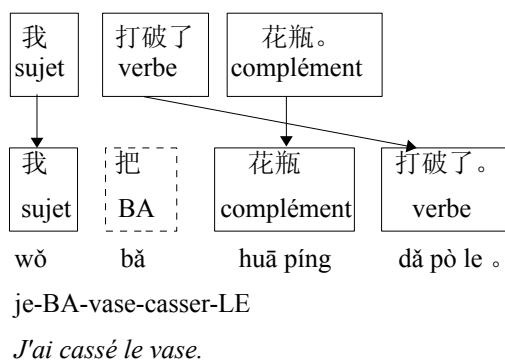 我 打破了 花瓶。
sujet verbe complément
我 把 花瓶 打破了。
sujet BA complément verbe
wǒ bǎ huā píng dǎ pò le 。
je-BA-vase-casser-LE
J'ai cassé le vase.